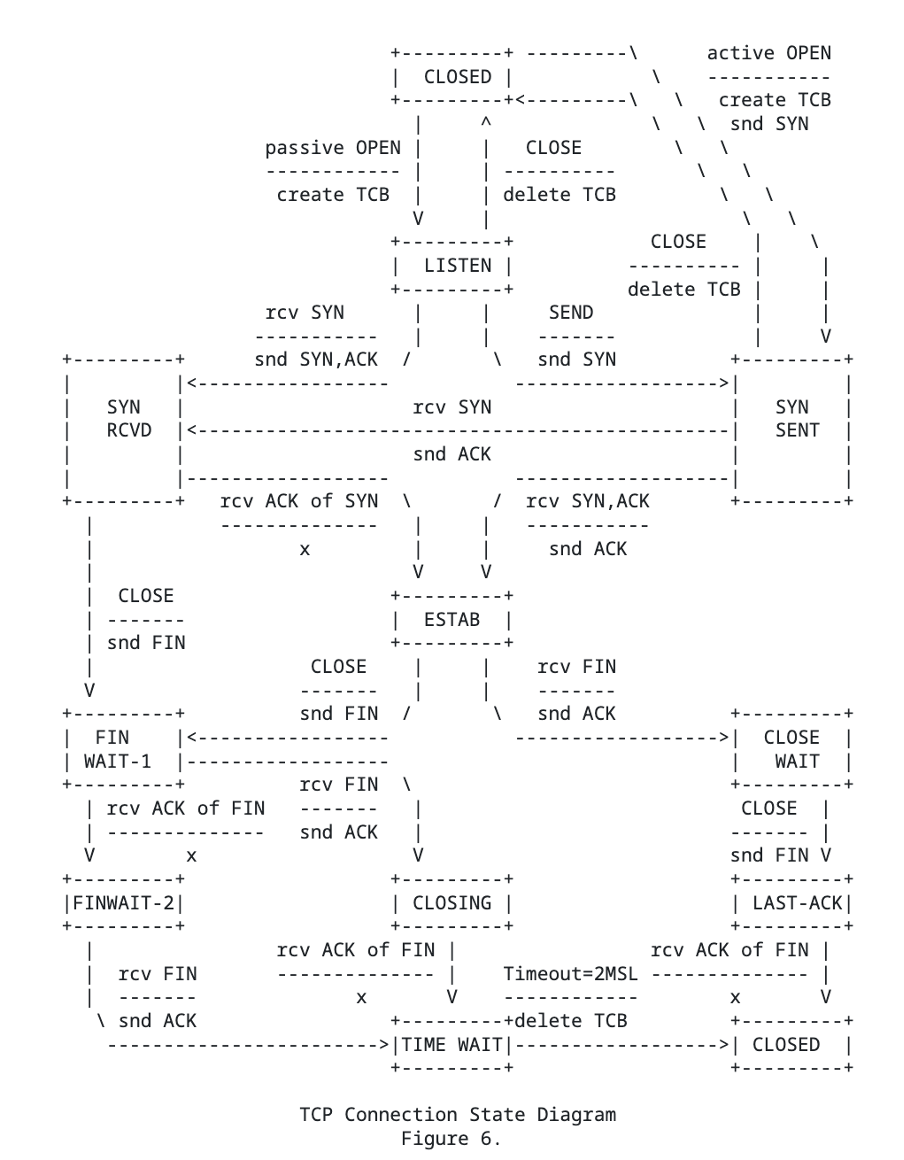 +---------+ ---------\      active OPEN
|  CLOSED |            \    -----------
+---------+<---------\   \   create TCB
  |     ^              \   \  snd SYN
passive OPEN |     |   CLOSE        \   \
------------ |     | ----------       \   \
create TCB  |     | delete TCB         \   \
V     |                      \   \
+---------+            CLOSE    |    \
|  LISTEN |          ---------- |     |
+---------+          delete TCB |     |
rcv SYN      |     |     SEND              |     |
-----------   |     |    -------            |     V
+---------+          snd SYN,ACK  /       \   snd SYN          +---------+
|         |<-----------------           ------------------->|         |
|   SYN   |                    rcv SYN                     |   SYN   |
|   RCVD  |<-----------------------------------------------|   SENT  |
|         |                    snd ACK                     |         |
|         |------------------           -------------------|         |
+---------+   rcv ACK of SYN  \       /  rcv SYN,ACK       +---------+
|           --------------   |     |   -----------
|                  x         |     |     snd ACK
|                            V     V
|  CLOSE                   +---------+
| -------                  |  ESTAB  |
| snd FIN                  +---------+
|                   CLOSE    |     |    rcv FIN
V                  -------   |     |    -------
+---------+          snd FIN  /       \   snd ACK          +---------+
|  FIN    |<-----------------           ------------------->|  CLOSE  |
| WAIT-1  |------------------                              |   WAIT  |
+---------+          rcv FIN  \                            +---------+
| rcv ACK of FIN   -------   |                            CLOSE  |
| --------------   snd ACK   |                           ------- |
V        x                   V                           snd FIN V
+---------+                  +---------+                   +---------+
|FINWAIT-2|                  | CLOSING |                   | LAST-ACK|
+---------+                  +---------+                   +---------+
|                rcv ACK of FIN |                 rcv ACK of FIN |
|  rcv FIN       -------------- |    Timeout=2MSL -------------- |
|  -------              x       V    ------------        x       V
\ snd ACK                 +---------+delete TCB         +---------+
------------------------>|TIME WAIT|------------------>| CLOSED  |
+---------+                   +---------+
TCP Connection State Diagram
Figure 6.